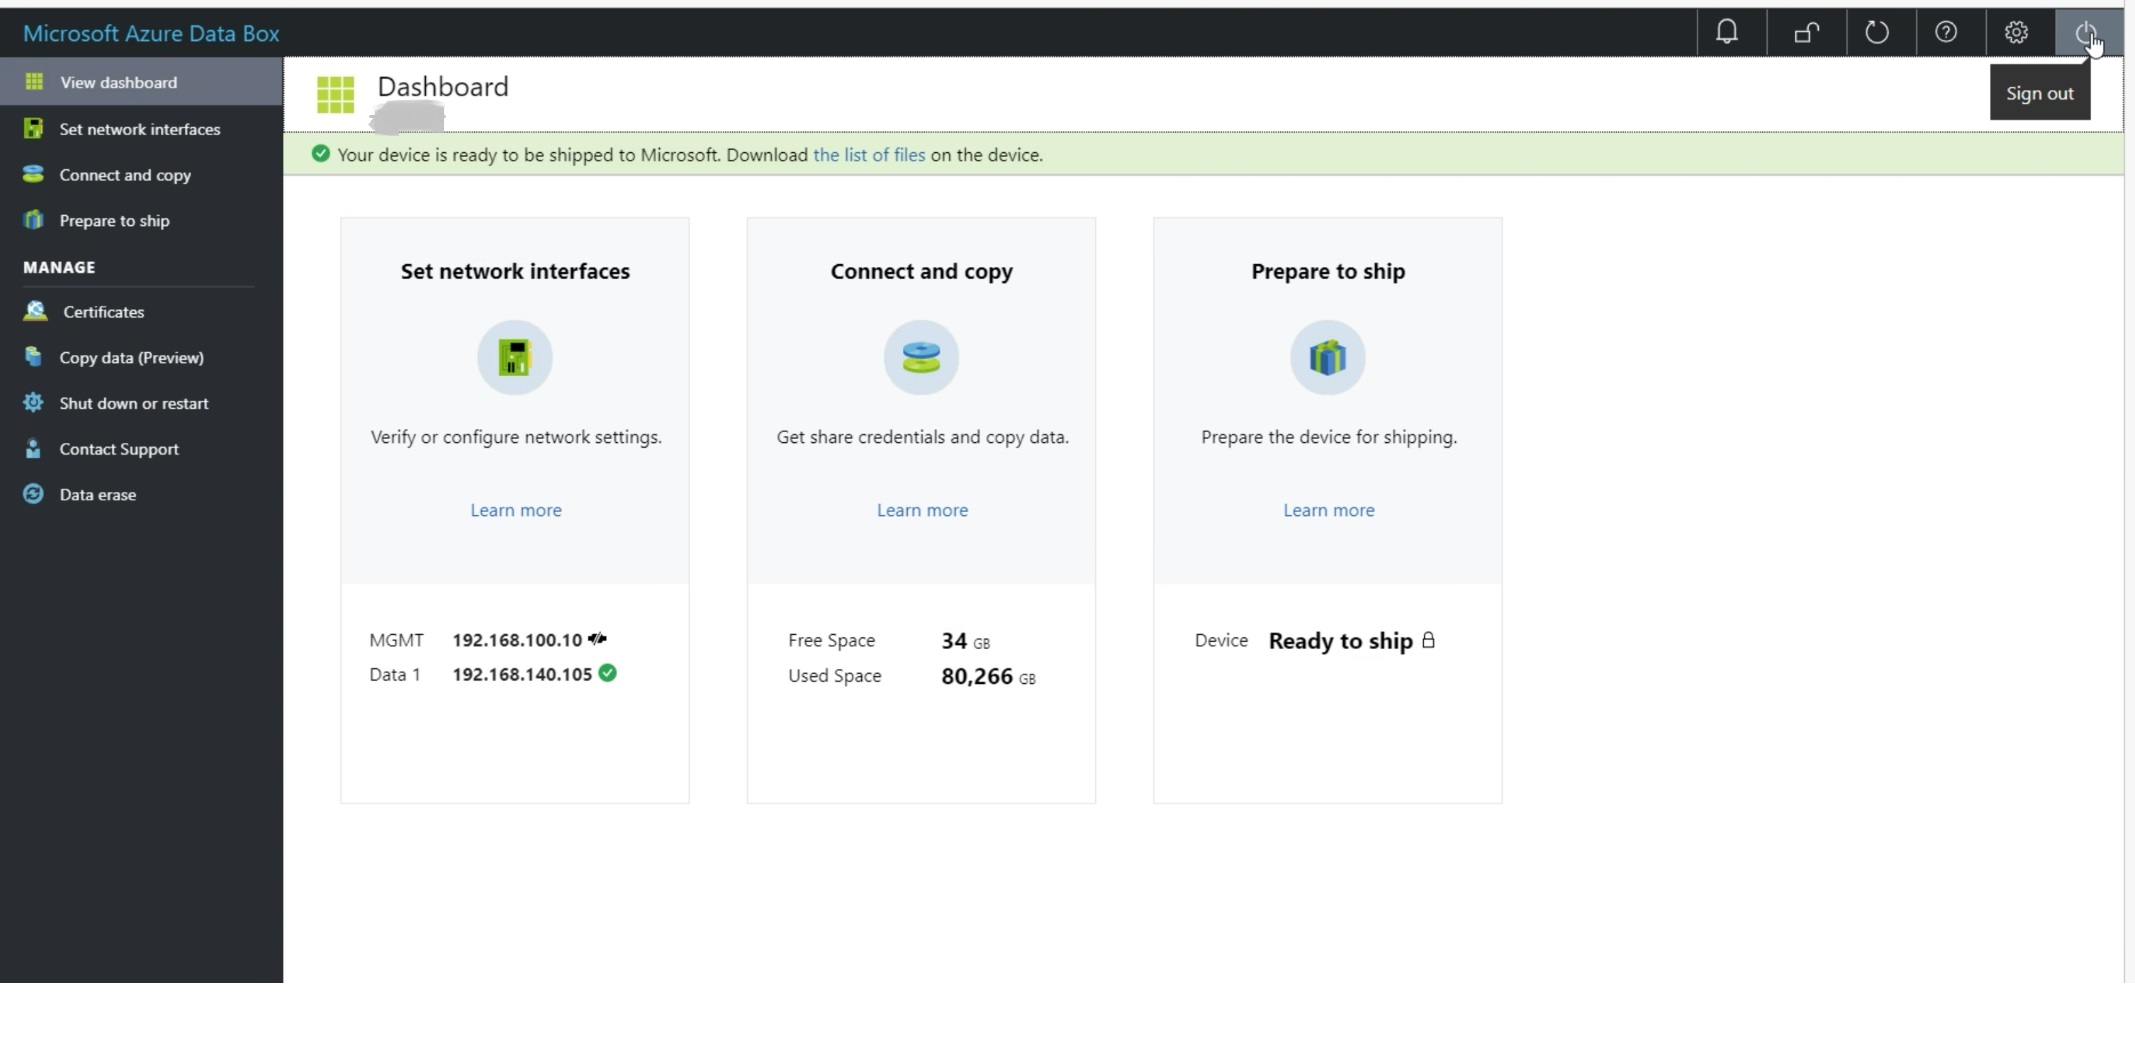 Microsoft Azure Data Box
View dashboard
Set network interfaces
Connect and copy
Prepare to ship
MANAGE
Certificates
Copy data (Preview)
Shut down or restart
Contact Support
Data erase
Dashboard
Sign out
Your device is ready to be shipped to Microsoft. Download the list of files on the device.
Set network interfaces
Verify or configure network settings.
Learn more
MGMT 192.168.100.10
Data 1 192.168.140.105
Connect and copy
Get share credentials and copy data.
Learn more
Free Space 34 GB
Used Space 80,266 GB
Prepare to ship
Prepare the device for shipping.
Learn more
Device Ready to ship